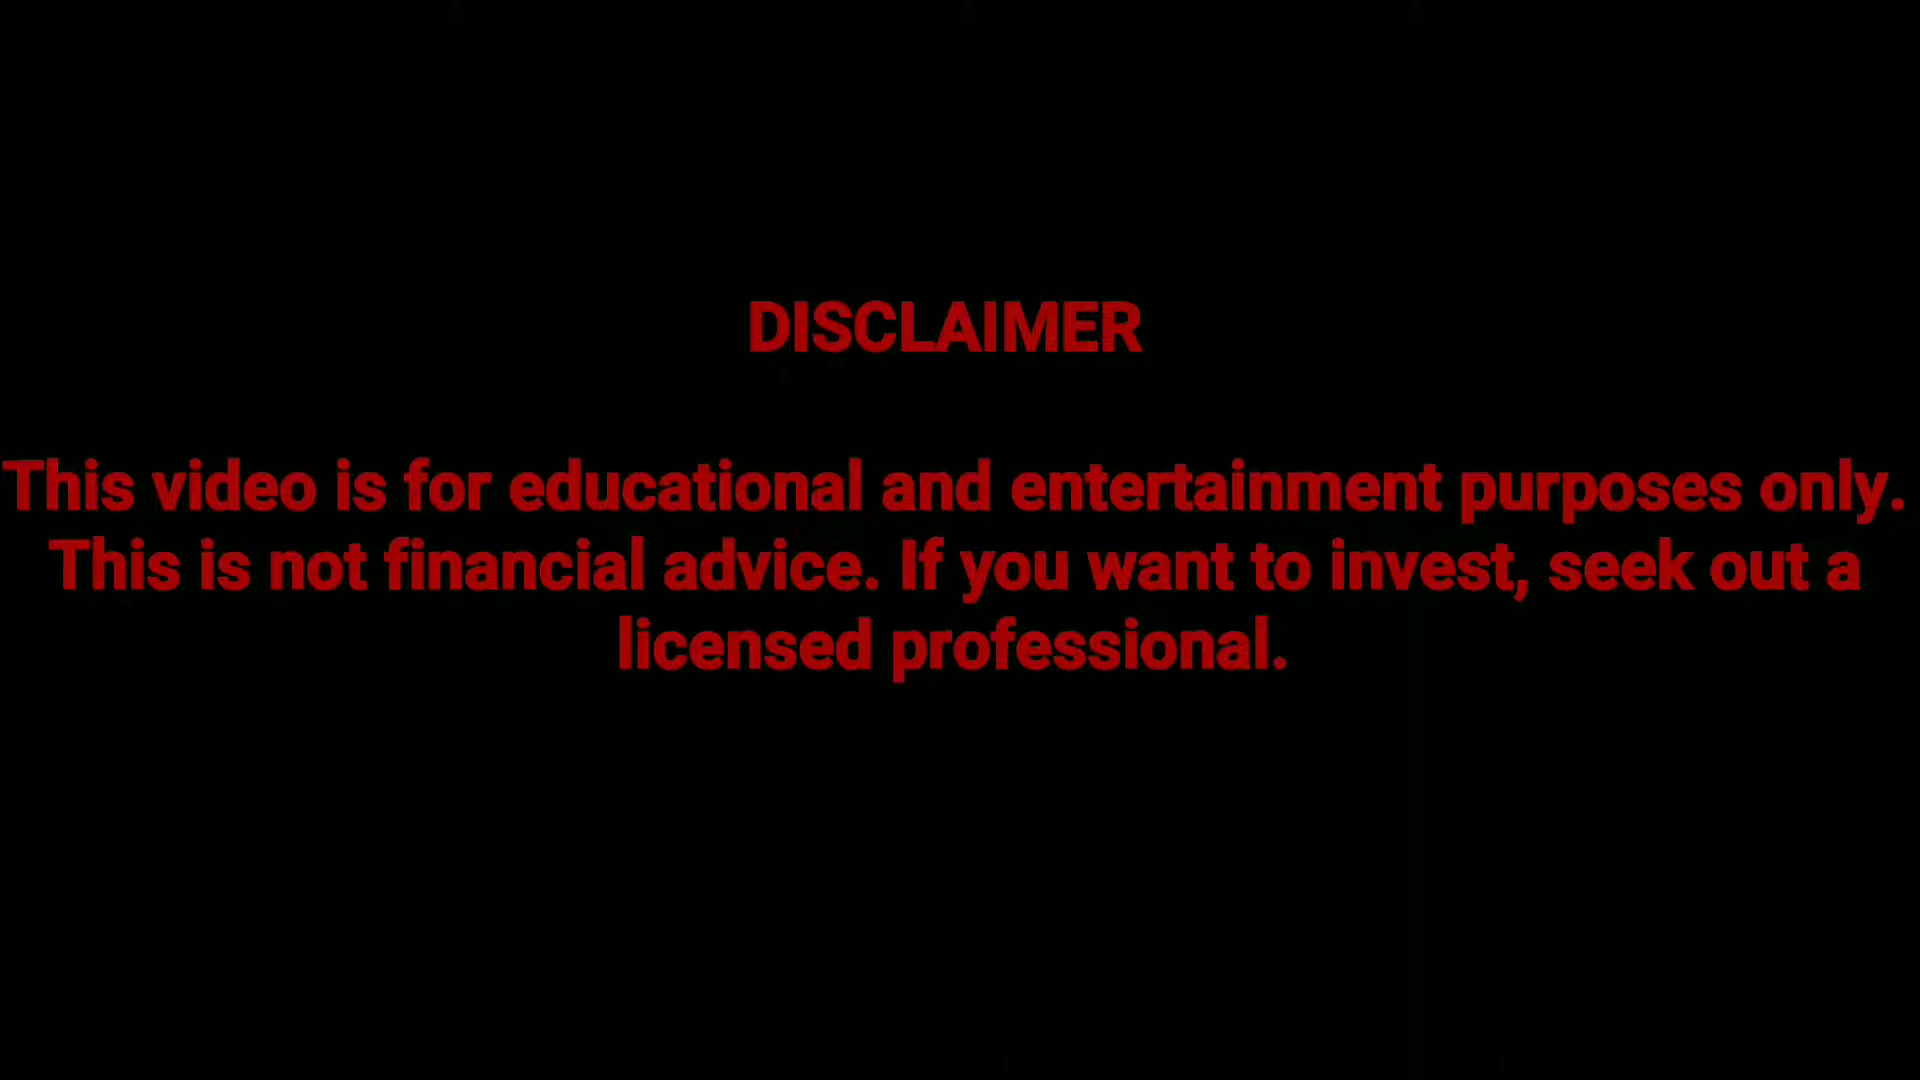 DISCLAIMER
This video is for educational and entertainment purposes only.
This is not financial advice. If you want to invest, seek out a
licensed professional.